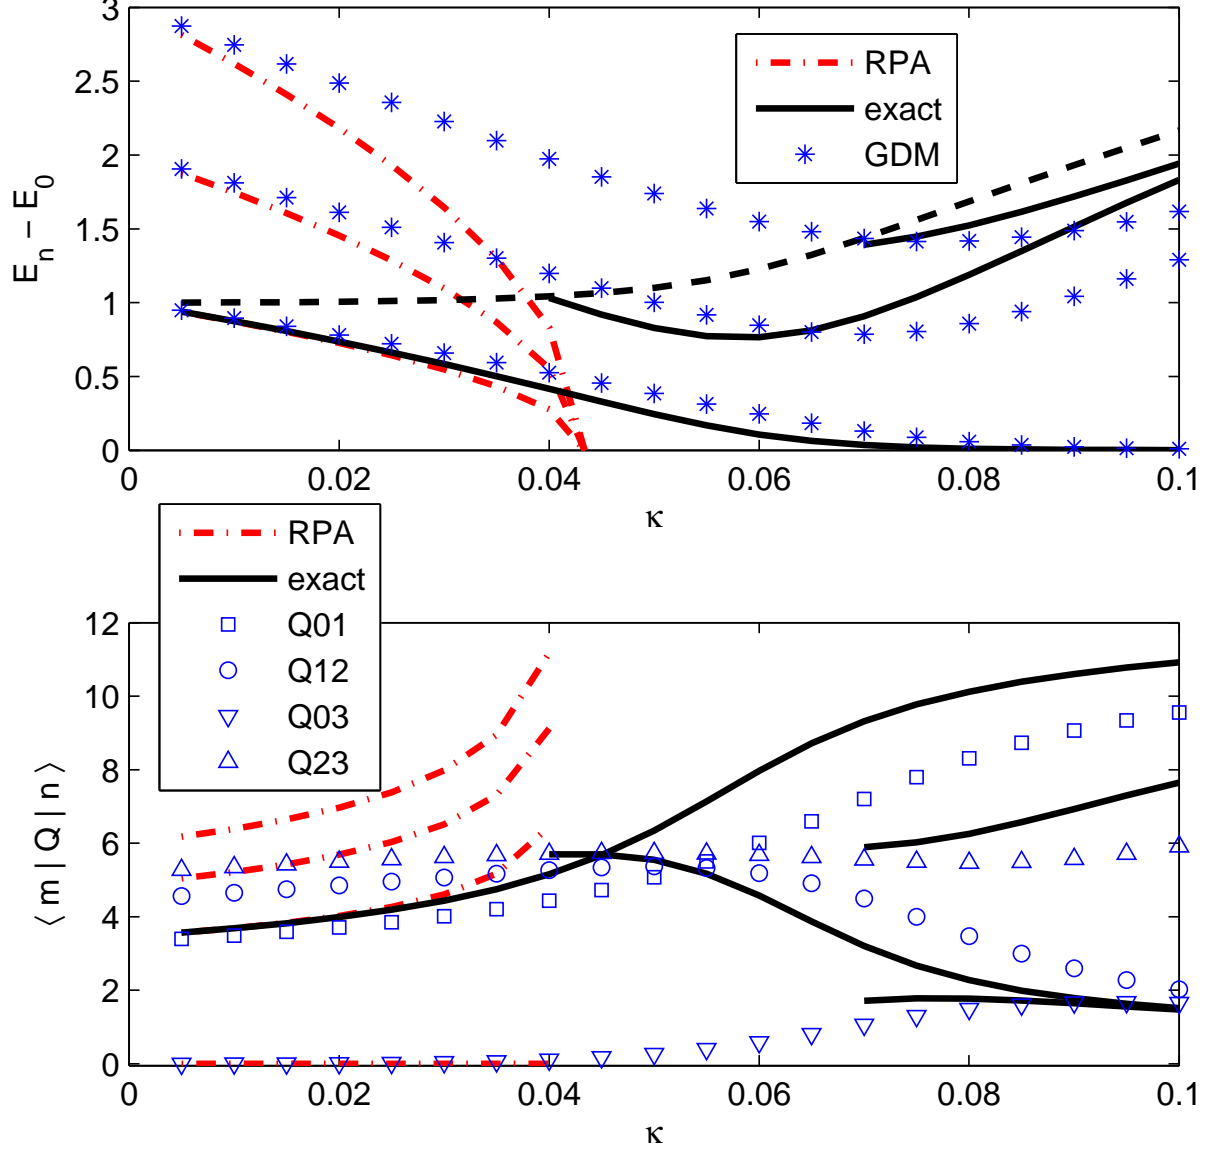 3
2.5
2
1.5
1
0.5
0
E_n − E_0
RPA
exact
GDM
0 0.02 0.04 0.06 0.08 0.1
κ
RPA
exact
Q01
Q12
Q03
Q23
12
10
8
6
4
2
0
⟨ m | Q | n ⟩
0 0.02 0.04 0.06 0.08 0.1
κ